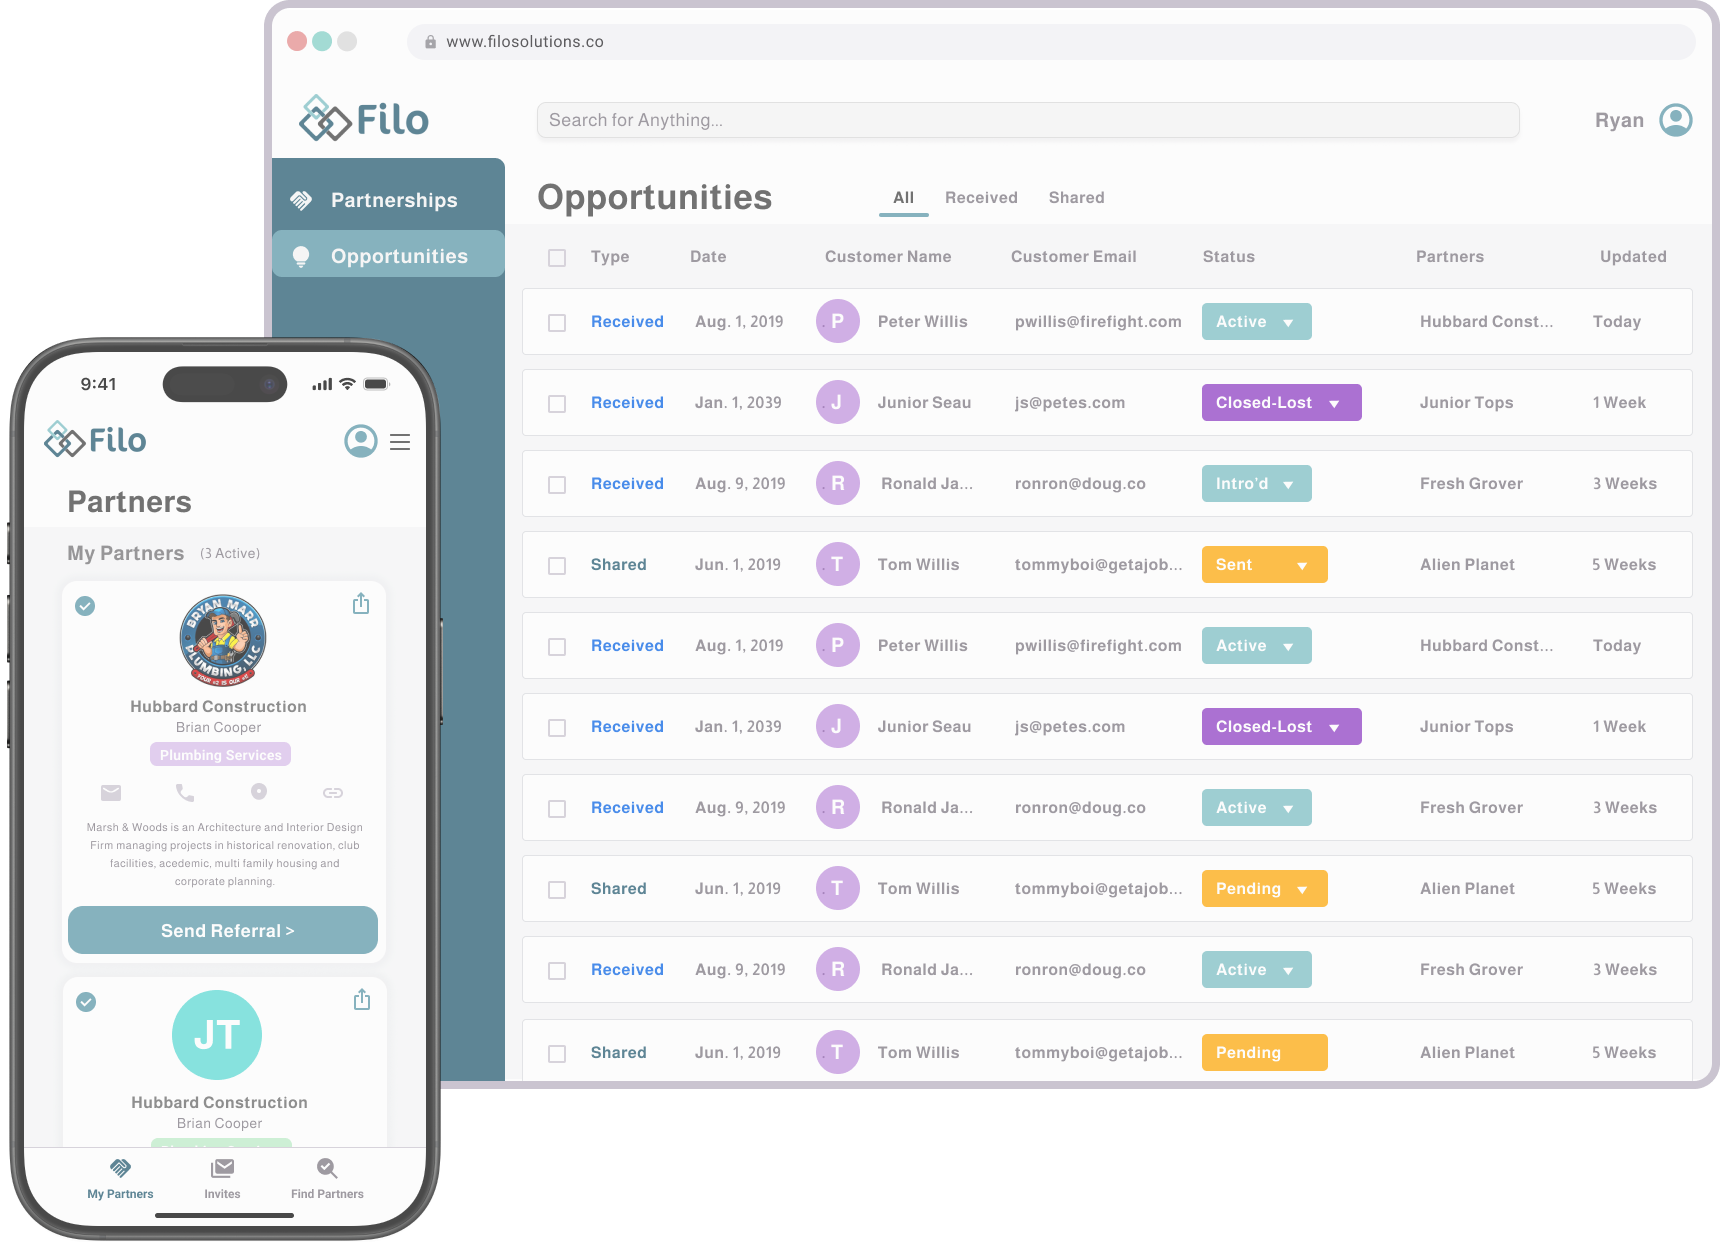 www.filosolutions.co
Filo
Search for Anything...
Ryan
Partnerships
Opportunities
Opportunities
All Received Shared
Type Date Customer Name Customer Email Status Partners Updated
Received Aug. 1, 2019 P Peter Willis pwillis@firefight.com Active Hubbard Const... Today
Received Jan. 1, 2039 J Junior Seau js@petes.com Closed-Lost Junior Tops 1 Week
Received Aug. 9, 2019 R Ronald Ja... ronron@doug.co Intro'd Fresh Grover 3 Weeks
Shared Jun. 1, 2019 T Tom Willis tommyboi@getajob... Sent Alien Planet 5 Weeks
Received Aug. 1, 2019 P Peter Willis pwillis@firefight.com Active Hubbard Const... Today
Received Jan. 1, 2039 J Junior Seau js@petes.com Closed-Lost Junior Tops 1 Week
Received Aug. 9, 2019 R Ronald Ja... ronron@doug.co Active Fresh Grover 3 Weeks
Shared Jun. 1, 2019 T Tom Willis tommyboi@getajob... Pending Alien Planet 5 Weeks
Received Aug. 9, 2019 R Ronald Ja... ronron@doug.co Active Fresh Grover 3 Weeks
Shared Jun. 1, 2019 T Tom Willis tommyboi@getajob... Pending Alien Planet 5 Weeks
9:41
Filo
Partners
My Partners (3 Active)
BRYAN MARR
PLUMBING, LLC
YOUR #2 IS OUR #1
Hubbard Construction
Brian Cooper
Plumbing Services
Marsh & Woods is an Architecture and Interior Design
Firm managing projects in historical renovation, club
facilities, acedemic, multi family housing and
corporate planning.
Send Referral >
JT
Hubbard Construction
Brian Cooper
My Partners Invites Find Partners